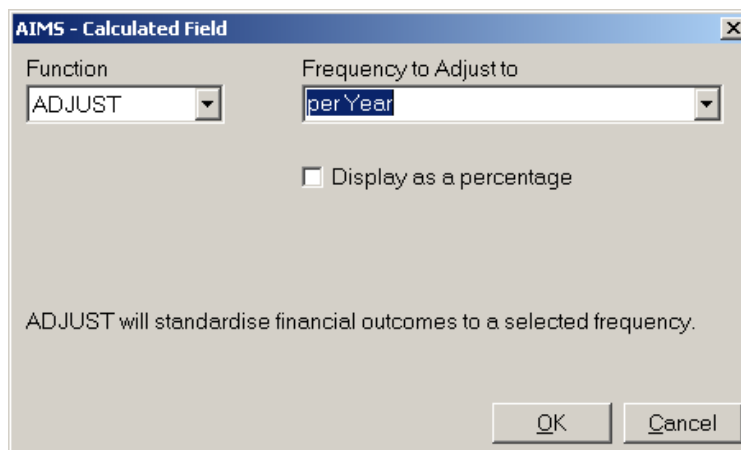 AIMS - Calculated Field
Function
Frequency to Adjust to
ADJUST
per Year
Display as a percentage
ADJUST will standardise financial outcomes to a selected frequency.
OK
Cancel